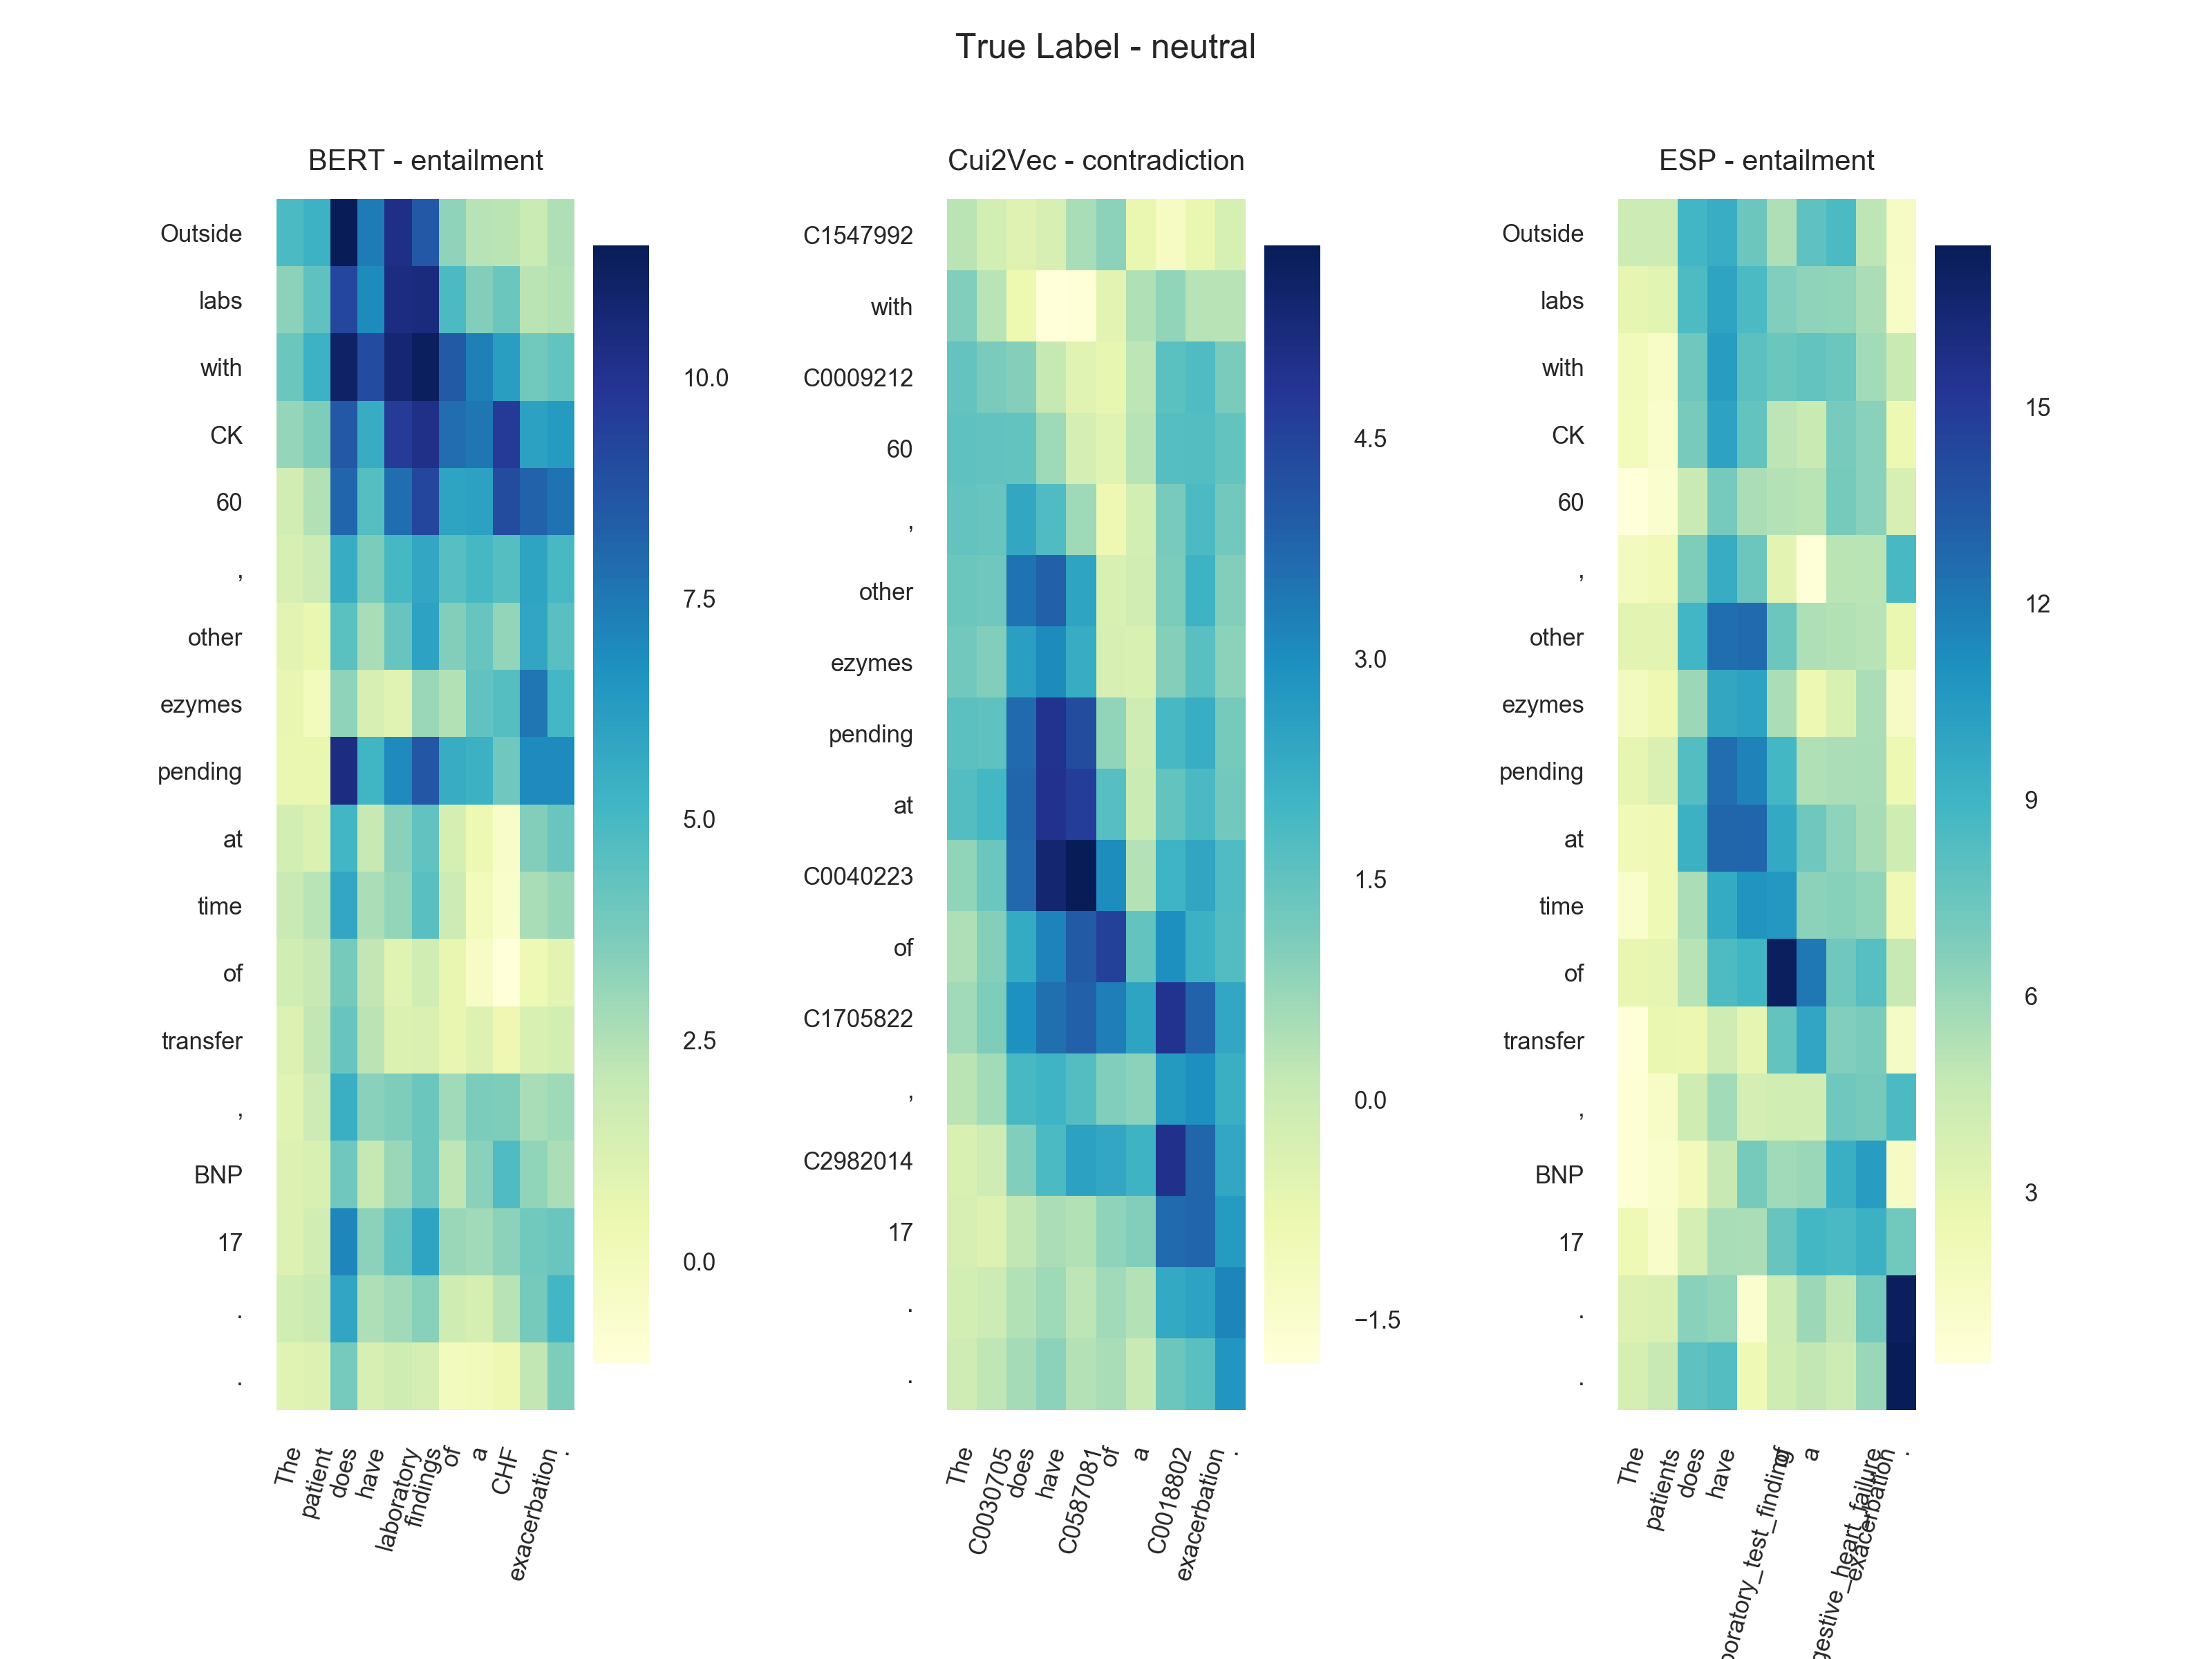 True Label - neutral
BERT - entailment
Outside
labs
with
CK
60
,
other
ezymes
pending
at
time
of
transfer
,
BNP
17
.
.
The
patient
does
have
laboratory
findings
of
a
CHF
exacerbation
.
10.0
7.5
5.0
2.5
0.0
Cui2Vec - contradiction
C1547992
with
C0009212
60
,
other
ezymes
pending
at
C0040223
of
C1705822
,
C2982014
17
.
.
The
C0030705
does
have
C0587081
of
a
C0018802
exacerbation
.
4.5
3.0
1.5
0.0
−1.5
ESP - entailment
Outside
labs
with
CK
60
,
other
ezymes
pending
at
time
of
transfer
,
BNP
17
.
.
The
patients
does
have
boratory_test_finding
of
a
gestive_heart_failure
exacerbation
.
15
12
9
6
3